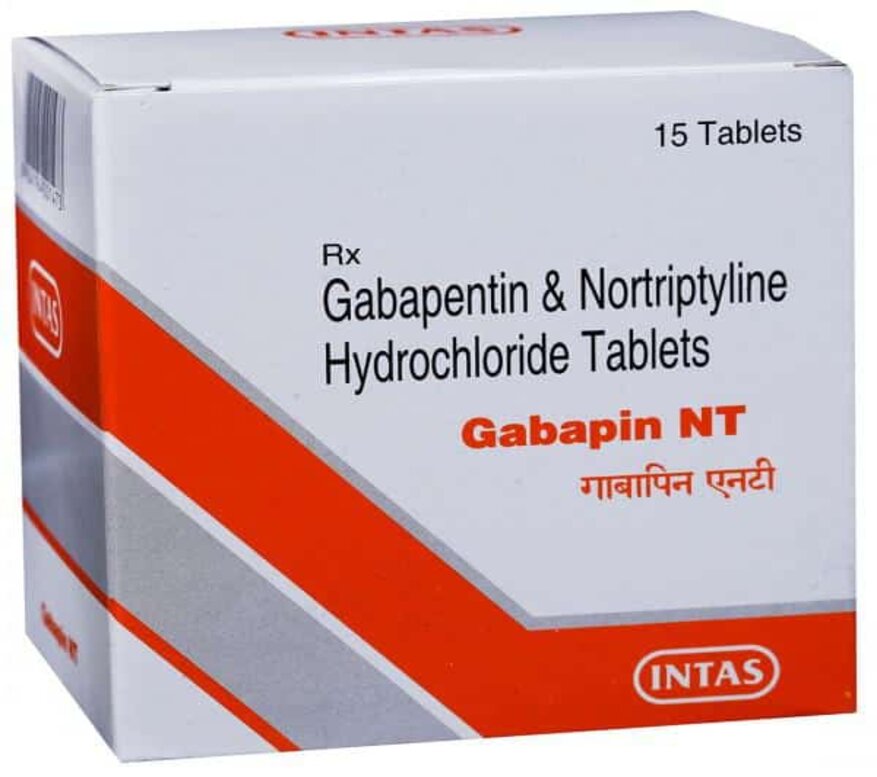 INTAS
15 Tablets
Rx
Gabapentin & Nortriptyline
Hydrochloride Tablets
Gabapin NT
गाबापिन एनटी
INTAS
INTAS
Gabapin NT